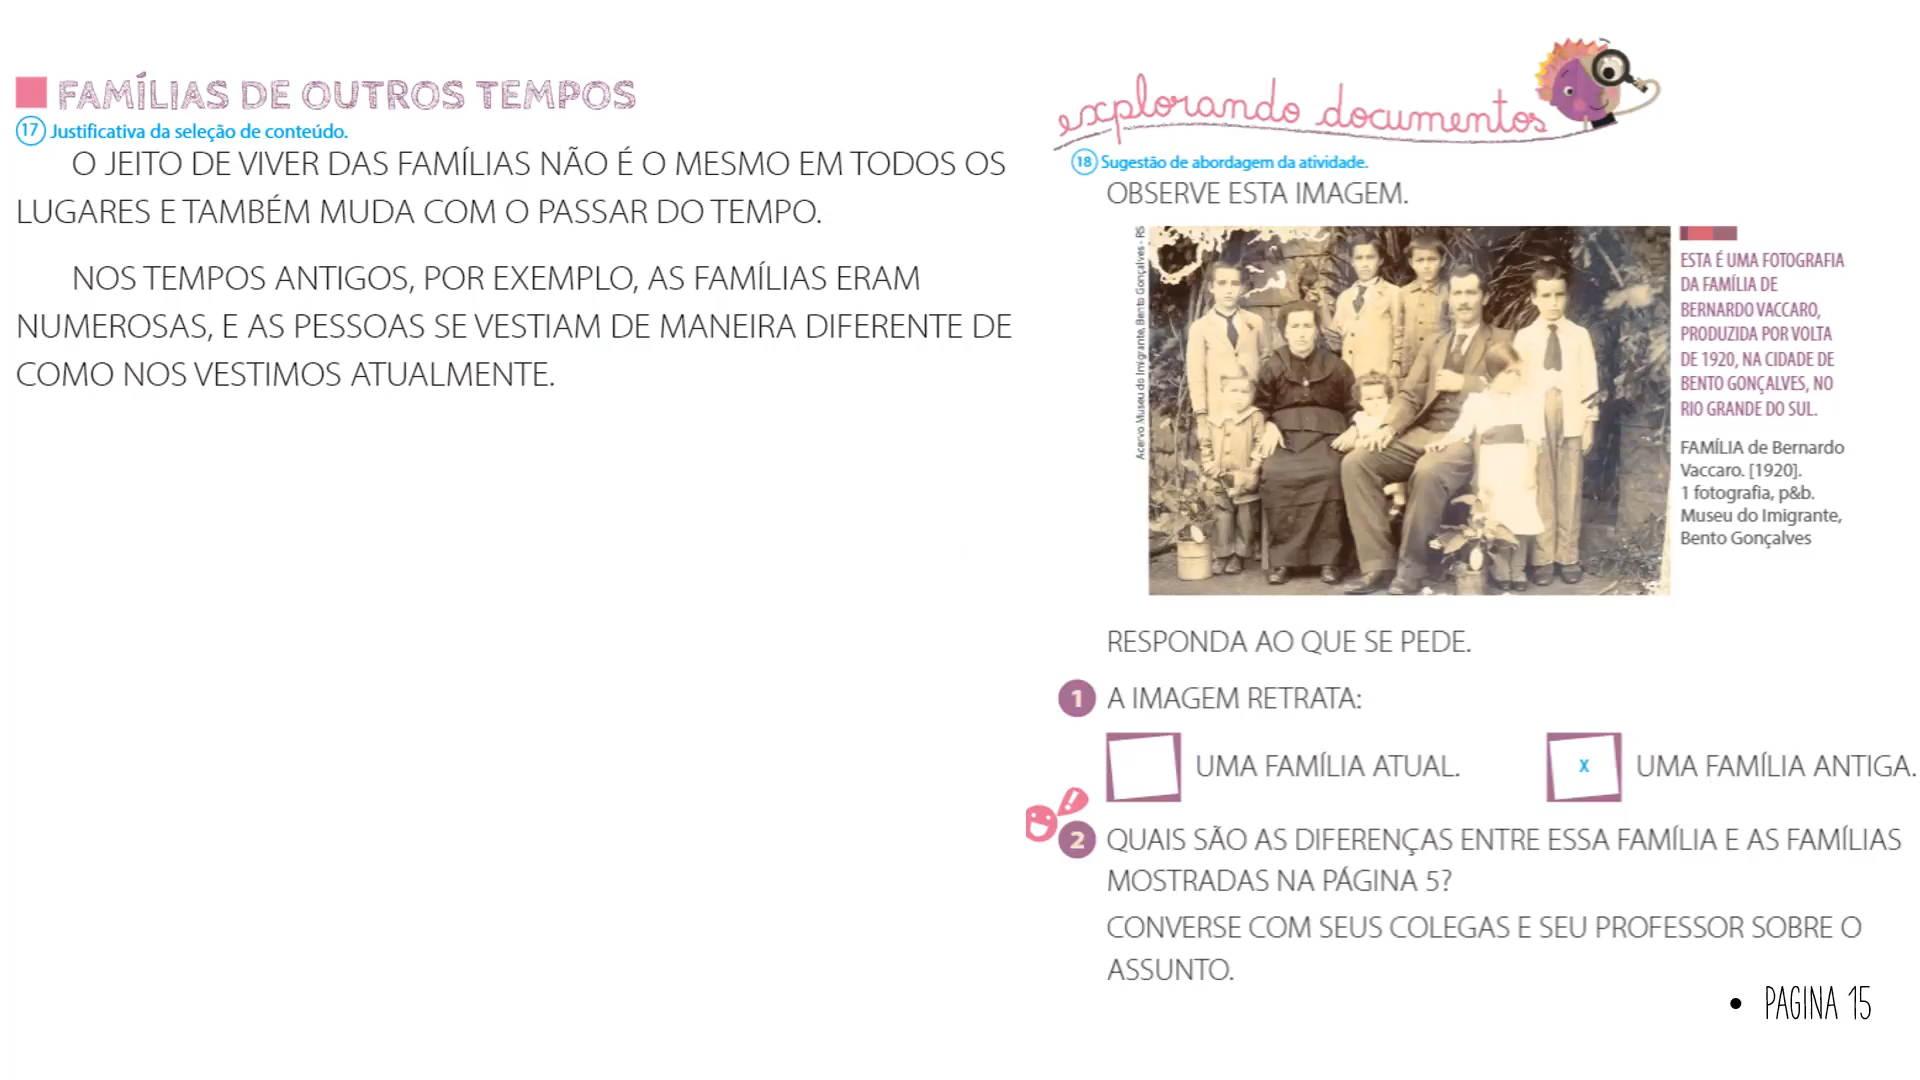 FAMÍLIAS DE OUTROS TEMPOS
17 Justificativa da seleção de conteúdo.
O JEITO DE VIVER DAS FAMÍLIAS NÃO É O MESMO EM TODOS OS
LUGARES E TAMBÉM MUDA COM O PASSAR DO TEMPO.
NOS TEMPOS ANTIGOS, POR EXEMPLO, AS FAMÍLIAS ERAM
NUMEROSAS, E AS PESSOAS SE VESTIAM DE MANEIRA DIFERENTE DE
COMO NOS VESTIMOS ATUALMENTE.
explorando documentos
18 Sugestão de abordagem da atividade.
OBSERVE ESTA IMAGEM.
Acervo Museu do Imigrante, Bento Gonçalves - RS
ESTA É UMA FOTOGRAFIA
DA FAMÍLIA DE
BERNARDO VACCARO,
PRODUZIDA POR VOLTA
DE 1920, NA CIDADE DE
BENTO GONÇALVES, NO
RIO GRANDE DO SUL.
FAMÍLIA de Bernardo
Vaccaro. [1920].
1 fotografia, p&b.
Museu do Imigrante,
Bento Gonçalves
RESPONDA AO QUE SE PEDE.
1 A IMAGEM RETRATA:
UMA FAMÍLIA ATUAL.
X UMA FAMÍLIA ANTIGA.
2 QUAIS SÃO AS DIFERENÇAS ENTRE ESSA FAMÍLIA E AS FAMÍLIAS
MOSTRADAS NA PÁGINA 5?
CONVERSE COM SEUS COLEGAS E SEU PROFESSOR SOBRE O
ASSUNTO.
• PAGINA 15